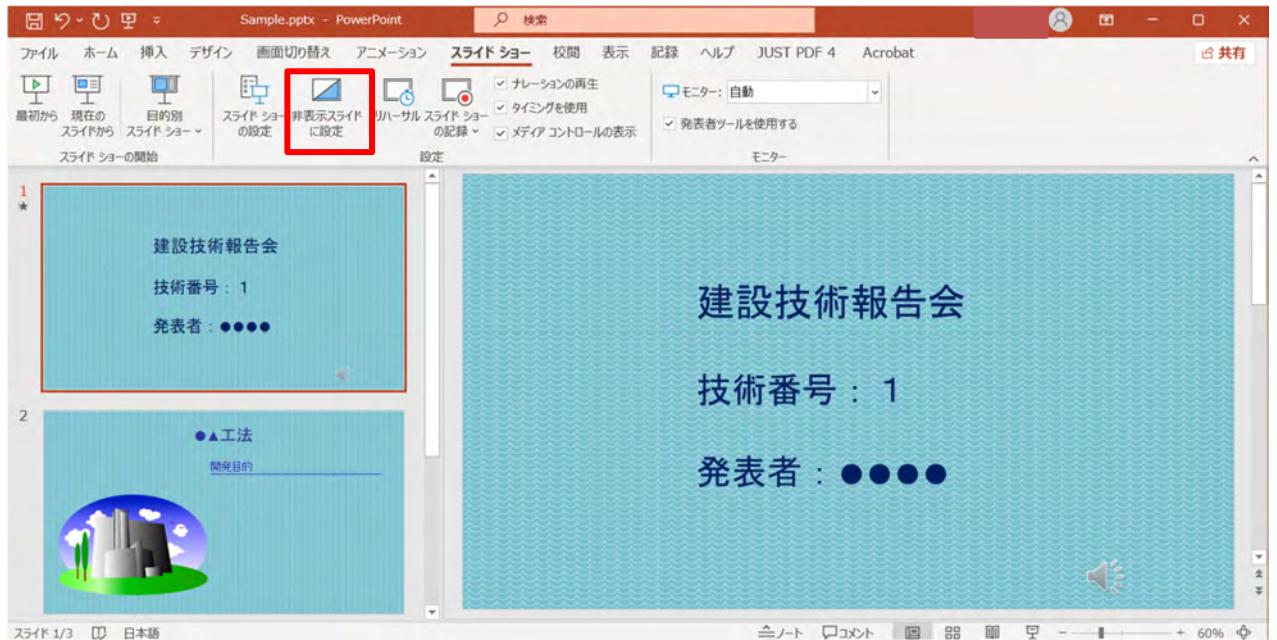 Sample.pptx - PowerPoint
検索
ファイル ホーム 挿入 デザイン 画面切り替え アニメーション スライド ショー 校閲 表示 記録 ヘルプ JUST PDF 4 Acrobat 共有
最初から
現在の
スライドから
目的別
スライド ショー
スライド ショー
の設定
非表示スライド
に設定
リハーサル
スライド ショー
の記録
ナレーションの再生
タイミングを使用
メディア コントロールの表示
モニター: 自動
発表者ツールを使用する
スライド ショーの開始
設定
モニター
1
建設技術報告会
技術番号：１
発表者：●●●●
2
●▲工法
開発目的
建設技術報告会
技術番号：１
発表者：●●●●
スライド 1/3 日本語 ノート コメント 60%